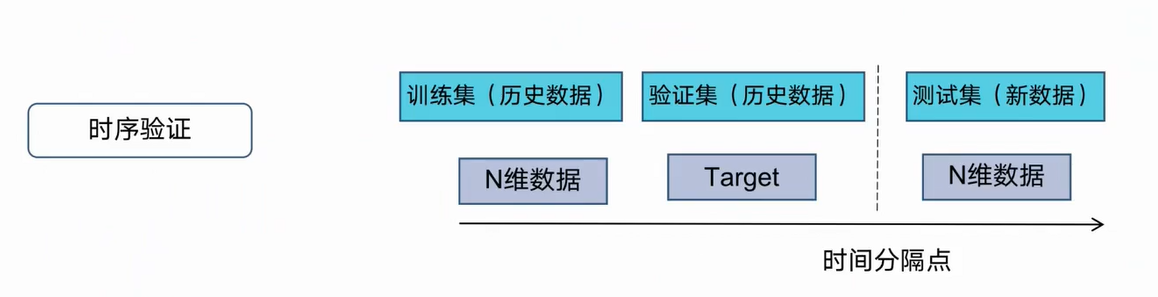 时序验证
训练集（历史数据）
验证集（历史数据）
测试集（新数据）
N维数据
Target
N维数据
时间分隔点